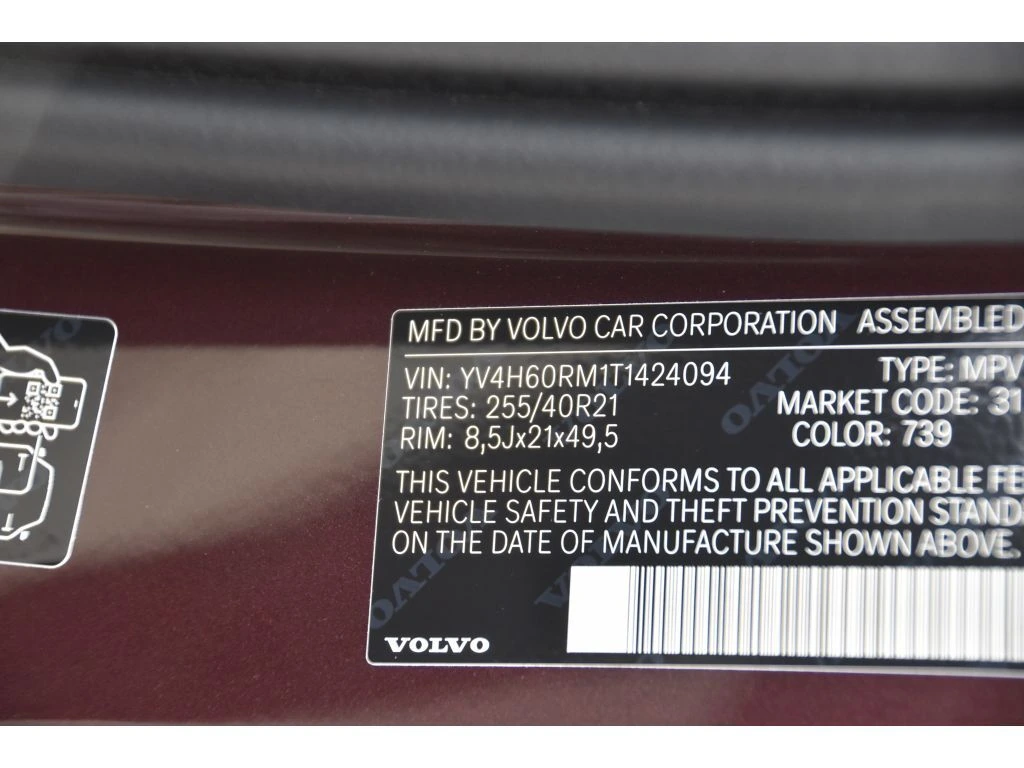 MFD BY VOLVO CAR CORPORATION ASSEMBLED
VIN: YV4H60RM1T1424094 TYPE: MPV
TIRES: 255/40R21 MARKET CODE: 31
RIM: 8,5Jx21x49,5 COLOR: 739
THIS VEHICLE CONFORMS TO ALL APPLICABLE FE
VEHICLE SAFETY AND THEFT PREVENTION STAND
ON THE DATE OF MANUFACTURE SHOWN ABOVE.
VOLVO